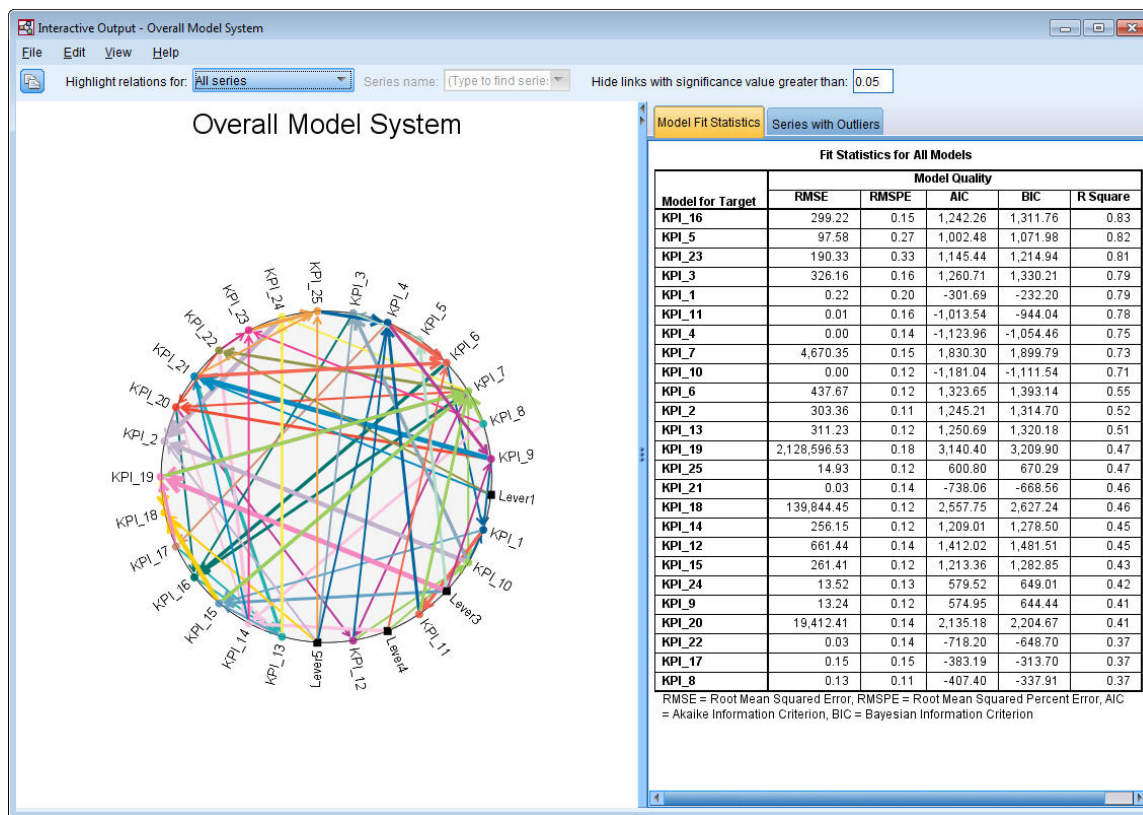 Interactive Output - Overall Model System
File Edit View Help
Highlight relations for: All series Series name: (Type to find serie: Hide links with significance value greater than: 0.05
Overall Model System
KPI_25
KPI_3
KPI_4
KPI_5
KPI_6
KPI_7
KPI_8
KPI_9
Lever1
KPI_1
KPI_10
Lever3
KPI_11
Lever4
KPI_12
Lever5
KPI_13
KPI_14
KPI_15
KPI_16
KPI_17
KPI_18
KPI_19
KPI_2
KPI_20
KPI_21
KPI_22
KPI_23
KPI_24
Model Fit Statistics Series with Outliers
Fit Statistics for All Models
Model Quality
Model for Target RMSE RMSPE AIC BIC R Square
KPI_16 299.22 0.15 1,242.26 1,311.76 0.83
KPI_5 97.58 0.27 1,002.48 1,071.98 0.82
KPI_23 190.33 0.33 1,145.44 1,214.94 0.81
KPI_3 326.16 0.16 1,260.71 1,330.21 0.79
KPI_1 0.22 0.20 -301.69 -232.20 0.79
KPI_11 0.01 0.16 -1,013.54 -944.04 0.78
KPI_4 0.00 0.14 -1,123.96 -1,054.46 0.75
KPI_7 4,670.35 0.15 1,830.30 1,899.79 0.73
KPI_10 0.00 0.12 -1,181.04 -1,111.54 0.71
KPI_6 437.67 0.12 1,323.65 1,393.14 0.55
KPI_2 303.36 0.11 1,245.21 1,314.70 0.52
KPI_13 311.23 0.12 1,250.69 1,320.18 0.51
KPI_19 2,128,596.53 0.18 3,140.40 3,209.90 0.47
KPI_25 14.93 0.12 600.80 670.29 0.47
KPI_21 0.03 0.14 -738.06 -668.56 0.46
KPI_18 139,844.45 0.12 2,557.75 2,627.24 0.46
KPI_14 256.15 0.12 1,209.01 1,278.50 0.45
KPI_12 661.44 0.14 1,412.02 1,481.51 0.45
KPI_15 261.41 0.12 1,213.36 1,282.85 0.43
KPI_24 13.52 0.13 579.52 649.01 0.42
KPI_9 13.24 0.12 574.95 644.44 0.41
KPI_20 19,412.41 0.14 2,135.18 2,204.67 0.41
KPI_22 0.03 0.14 -718.20 -648.70 0.37
KPI_17 0.15 0.15 -383.19 -313.70 0.37
KPI_8 0.13 0.11 -407.40 -337.91 0.37
RMSE = Root Mean Squared Error, RMSPE = Root Mean Squared Percent Error, AIC
= Akaike Information Criterion, BIC = Bayesian Information Criterion